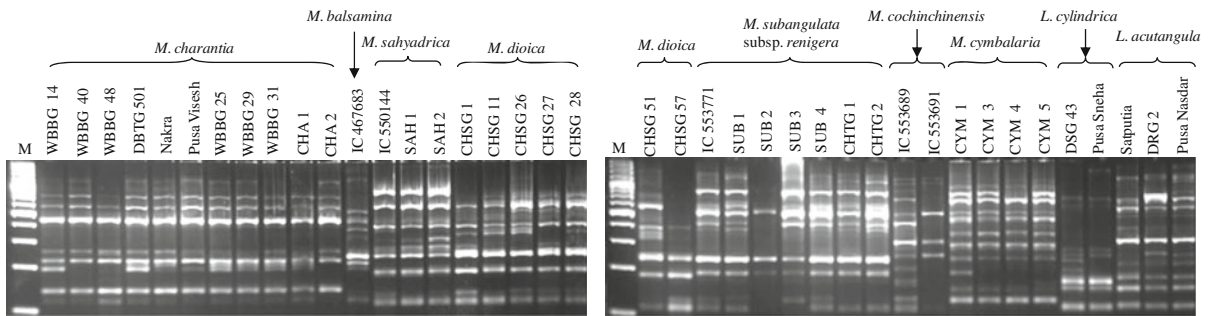 M. balsamina
M. charantia
M. sahyadrica
M. dioica
M
WBBG 14
WBBG 40
WBBG 48
DBTG 501
Nakra
Pusa Visesh
WBBG 25
WBBG 29
WBBG 31
CHA 1
CHA 2
IC 467683
IC 550144
SAH 1
SAH 2
CHSG 1
CHSG 11
CHSG 26
CHSG 27
CHSG 28
M. dioica
M. subangulata
subsp. renigera
M. cochinchinensis
M. cymbalaria
L. cylindrica
L. acutangula
M
CHSG 51
CHSG 57
IC 553771
SUB 1
SUB 2
SUB 3
SUB 4
CHTG 1
CHTG 2
IC 553689
IC 553691
CYM 1
CYM 3
CYM 4
CYM 5
DSG 43
Pusa Sneha
Satputia
DRG 2
Pusa Nasdar